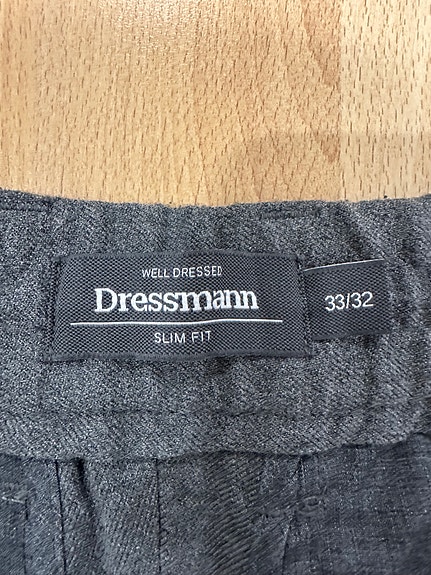 WELL DRESSED
Dressmann
SLIM FIT
33/32